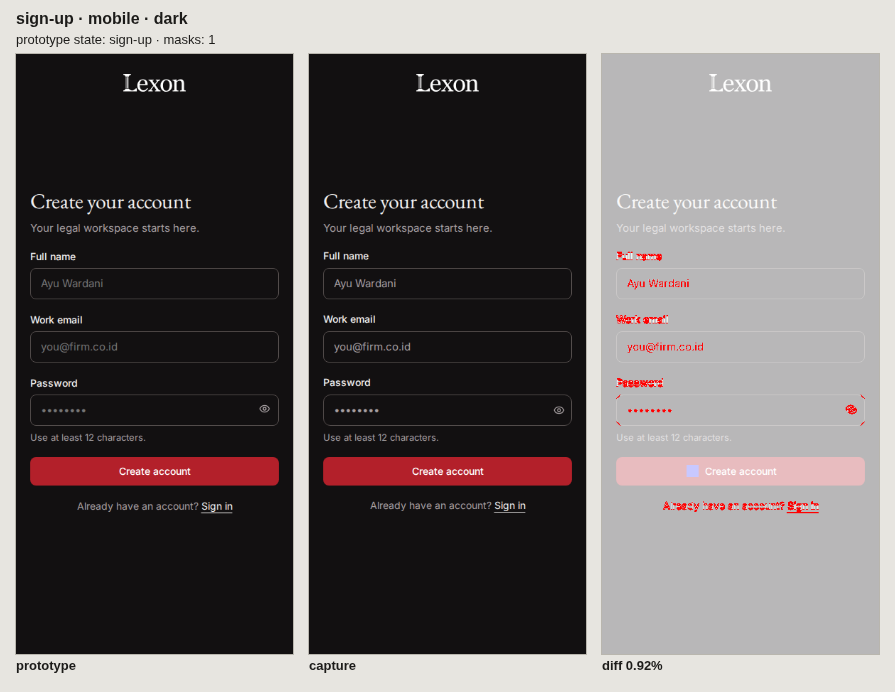 sign-up · mobile · dark
prototype state: sign-up · masks: 1
Lexon
Create your account
Your legal workspace starts here.
Full name
Ayu Wardani
Work email
you@firm.co.id
Password
••••••••
Use at least 12 characters.
Create account
Already have an account? Sign in
prototype
Lexon
Create your account
Your legal workspace starts here.
Full name
Ayu Wardani
Work email
you@firm.co.id
Password
••••••••
Use at least 12 characters.
Create account
Already have an account? Sign in
capture
Lexon
Create your account
Your legal workspace starts here.
Full name
Ayu Wardani
Work email
you@firm.co.id
Password
••••••••
Use at least 12 characters.
Create account
Already have an account? Sign in
diff 0.92%